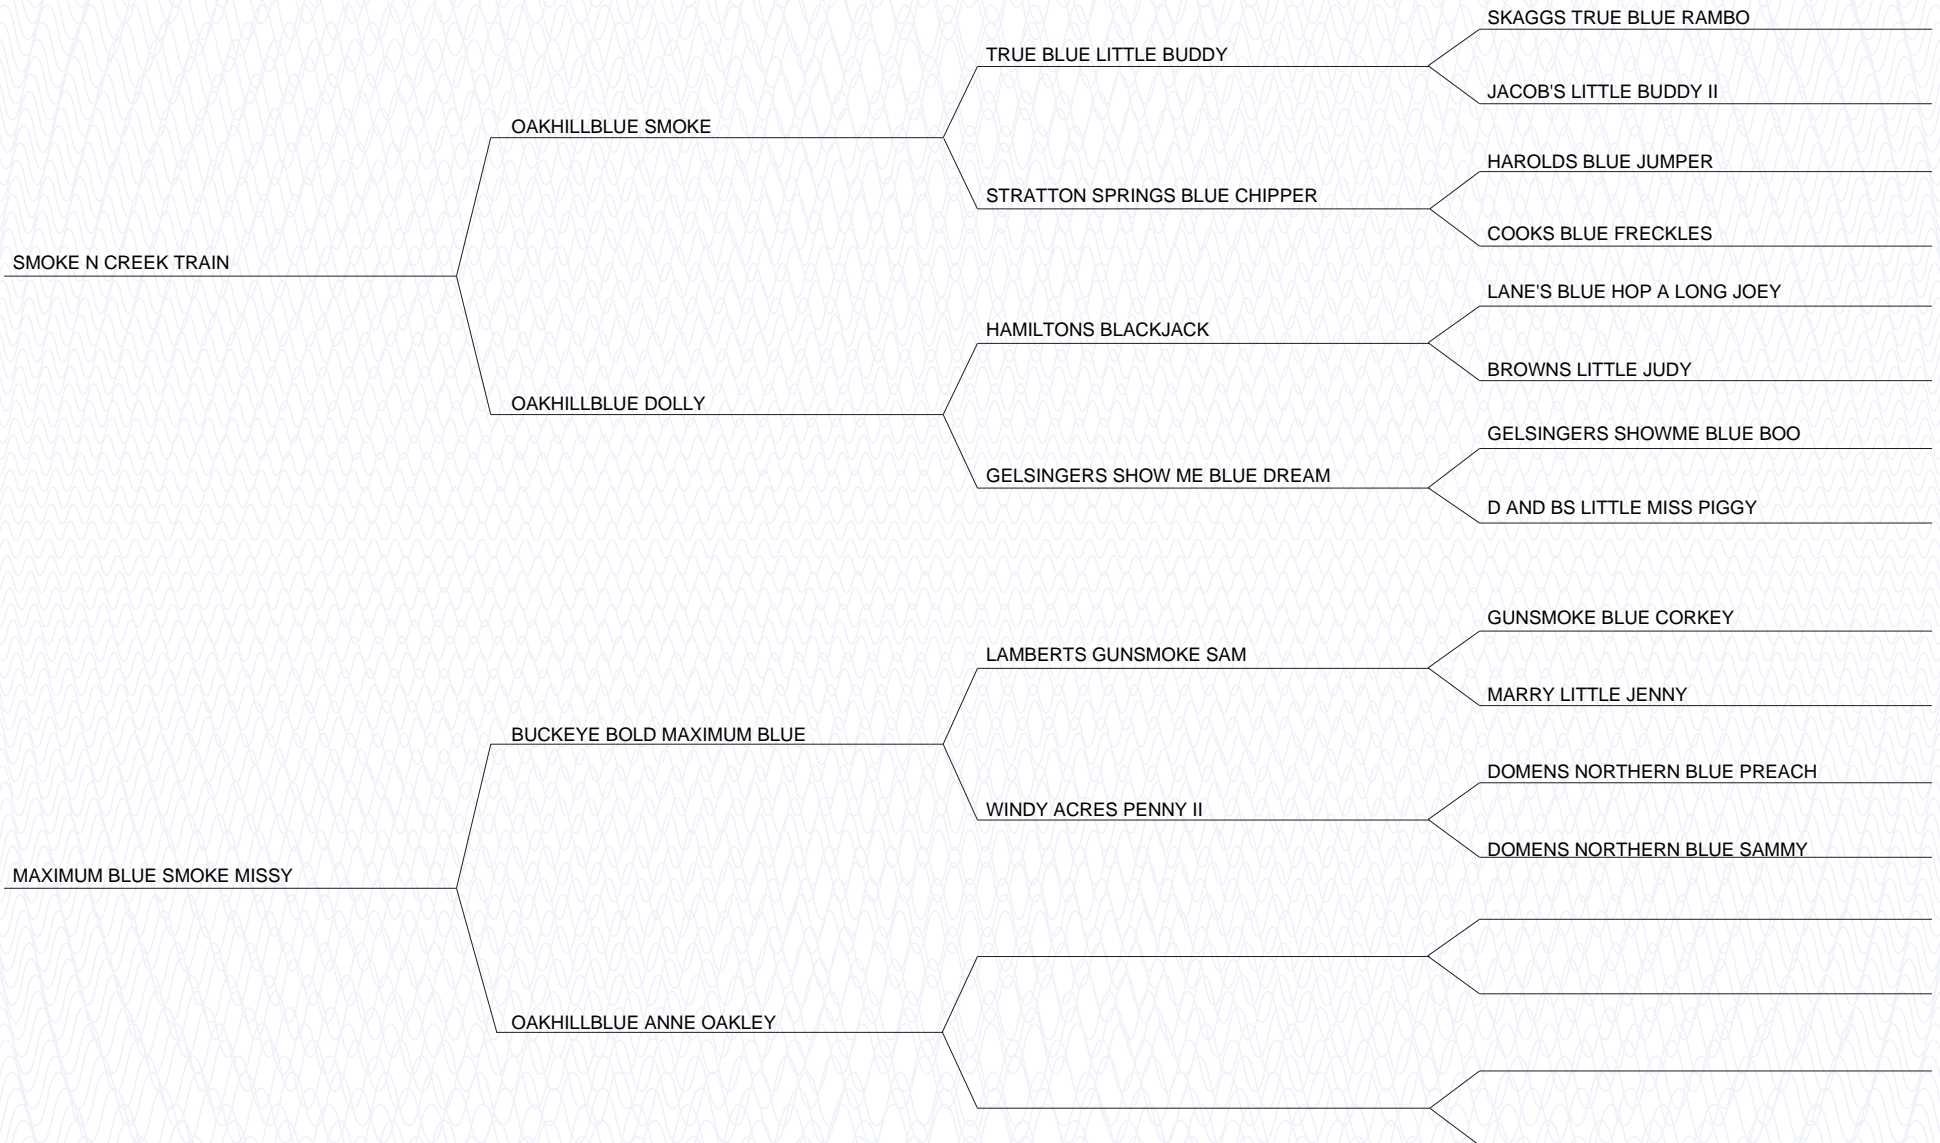 SKAGGS TRUE BLUE RAMBO
TRUE BLUE LITTLE BUDDY
JACOB'S LITTLE BUDDY II
OAKHILLBLUE SMOKE
HAROLDS BLUE JUMPER
STRATTON SPRINGS BLUE CHIPPER
COOKS BLUE FRECKLES
SMOKE N CREEK TRAIN
LANE'S BLUE HOP A LONG JOEY
HAMILTONS BLACKJACK
BROWNS LITTLE JUDY
OAKHILLBLUE DOLLY
GELSINGERS SHOWME BLUE BOO
GELSINGERS SHOW ME BLUE DREAM
D AND BS LITTLE MISS PIGGY
GUNSMOKE BLUE CORKEY
LAMBERTS GUNSMOKE SAM
MARRY LITTLE JENNY
BUCKEYE BOLD MAXIMUM BLUE
DOMENS NORTHERN BLUE PREACH
WINDY ACRES PENNY II
DOMENS NORTHERN BLUE SAMMY
MAXIMUM BLUE SMOKE MISSY
OAKHILLBLUE ANNE OAKLEY